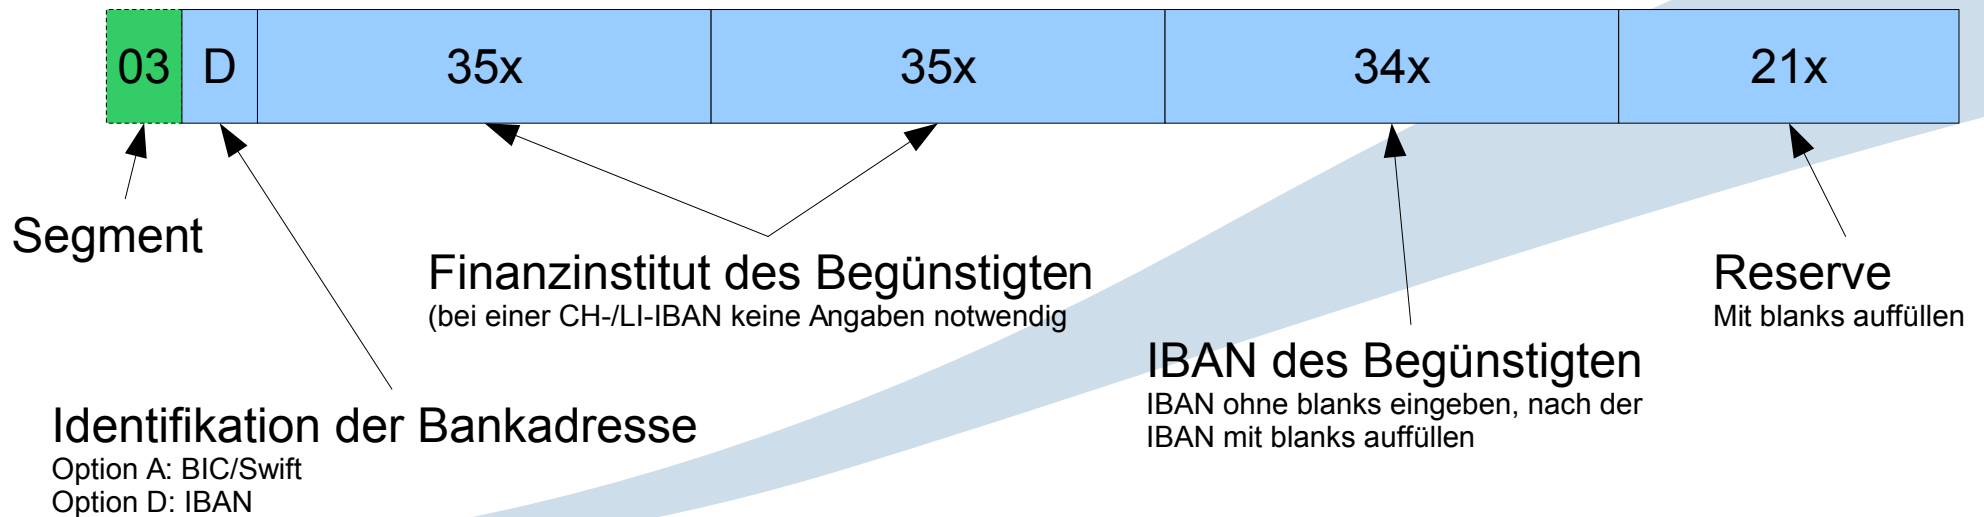 03 D 35x 35x 34x 21x
Segment
Finanzinstitut des Begünstigten
(bei einer CH-/LI-IBAN keine Angaben notwendig
Reserve
Mit blanks auffüllen
IBAN des Begünstigten
IBAN ohne blanks eingeben, nach der
IBAN mit blanks auffüllen
Identifikation der Bankadresse
Option A: BIC/Swift
Option D: IBAN